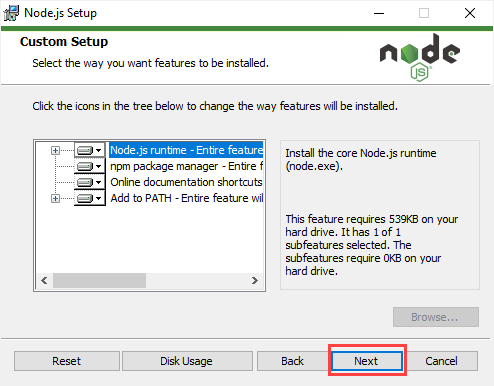 Node.js Setup
Custom Setup
Select the way you want features to be installed.
node
JS
Click the icons in the tree below to change the way features will be installed.
Node.js runtime - Entire feature
npm package manager - Entire f
Online documentation shortcuts
Add to PATH - Entire feature wil
Install the core Node.js runtime
(node.exe).
This feature requires 539KB on your
hard drive. It has 1 of 1
subfeatures selected. The
subfeatures require 0KB on your
hard drive.
Browse...
Reset
Disk Usage
Back
Next
Cancel